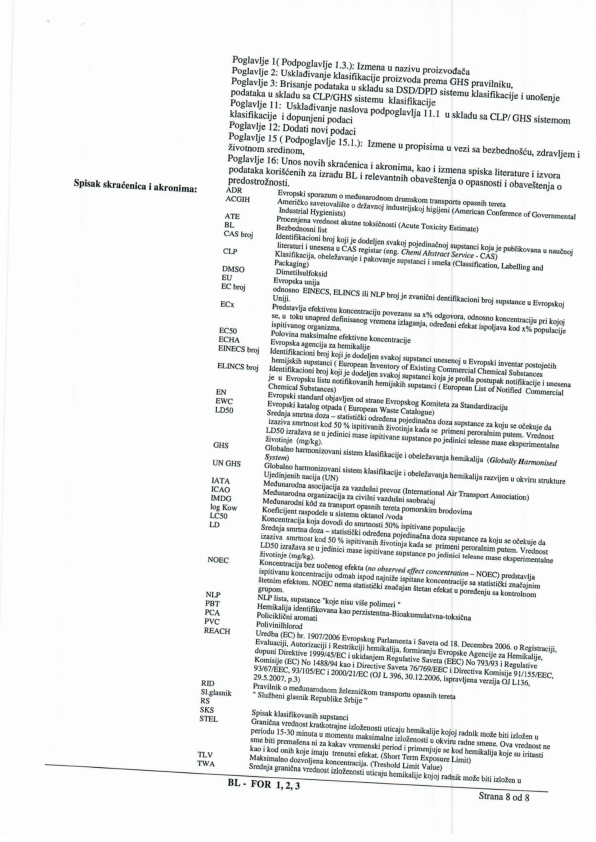 Poglavlje 1( Podpoglavlje 1.3.): Izmena u nazivu proizvođača
Poglavlje 2: Usklađivanje klasifikacije proizvoda prema GHS pravilniku,
Poglavlje 3: Brisanje podataka u skladu sa DSD/DPD sistemu klasifikacije i unošenje
podataka u skladu sa CLP/GHS sistemu klasifikacije
Poglavlje 11: Usklađivanje naslova podpoglavlja 11.1 u skladu sa CLP/ GHS sistemom
klasifikacije i dopunjeni podaci
Poglavlje 12: Dodati novi podaci
Poglavlje 15 ( Podpoglavlje 15.1.): Izmene u propisima u vezi sa bezbednošću, zdravljem i
životnom sredinom,
Poglavlje 16: Unos novih skraćenica i akronima, kao i izmena spiska literature i izvora
podataka korišćenih za izradu BL i relevantnih obaveštenja o opasnosti i obaveštenja o
predostrožnosti.
Spisak skraćenica i akronima:
ADR Evropski sporazum o međunarodnom drumskom transportu opasnih tereta
ACGIH Američko savetovalište o državnoj industrijskoj higijeni (American Conference of Governmental
Industrial Hygienists)
ATE Procenjena vrednost akutne toksičnosti (Acute Toxicity Estimate)
BL Bezbednosni list
CAS broj Identifikacioni broj koji je dodeljen svakoj pojedinačnoj supstanci koja je publikovana u naučnoj
literaturi i unesena u CAS registar (eng. Chemi Abstract Service - CAS)
CLP Klasifikacija, obeležavanje i pakovanje supstanci i smeša (Classification, Labelling and
Packaging)
DMSO Dimetilsulfoksid
EU Evropska unija
EC broj odnosno EINECS, ELINCS ili NLP broj je zvanični dentifikacioni broj supstance u Evropskoj
Uniji.
ECx Predstavlja efektivnu koncentraciju povezanu sa x% odgovora, odnosno koncentraciju pri kojoj
se, u toku unapred definisanog vremena izlaganja, određeni efekat ispoljava kod x% populacije
ispitivanog organizma.
EC50 Polovina maksimalne efektivne koncentracije
ECHA Evropska agencija za hemikalije
EINECS broj Identifikacioni broj koji je dodeljen svakoj supstanci unesenoj u Evropski inventar postojećih
hemijskih supstanci ( European Inventory of Existing Commercial Chemical Substances
ELINCS broj Identifikacioni broj koji je dodeljen svakoj supstanci koja je prošla postupak notifikacije i unesena
je u Evropsku listu notifikovanih hemijskih supstanci ( European List of Notified Commercial
Chemical Substances)
EN Evropski standard objavljen od strane Evropskog Komiteta za Standardizaciju
EWC Evropski katalog otpada ( European Waste Catalogue)
LD50 Srednja smrtna doza – statistički određena pojedinačna doza supstance za koju se očekuje da
izaziva smrtnost kod 50 % ispitivanih životinja kada se primeni peroralnim putem. Vrednost
LD50 izražava se u jedinici mase ispitivane supstance po jedinici telesne mase eksperimentalne
životinje (mg/kg).
GHS Globalno harmonizovani sistem klasifikacije i obeležavanja hemikalija (Globally Harmonised
System)
UN GHS Globalno harmonizovani sistem klasifikacije i obeležavanja hemikalija razvijen u okviru strukture
Ujedinjenih nacija (UN)
IATA Međunarodna asocijacija za vazdušni prevoz (International Air Transport Association)
ICAO Međunarodna organizacija za civilni vazdušni saobraćaj
IMDG Međunarodni kôd za transport opasnih tereta pomorskim brodovima
log Kow Koeficijent raspodele u sistemu oktanol /voda
LC50 Koncentracija koja dovodi do smrtnosti 50% ispitivane populacije
LD Srednja smrtna doza – statistički određena pojedinačna doza supstance za koju se očekuje da
izaziva smrtnost kod 50 % ispitivanih životinja kada se primeni peroralnim putem. Vrednost
LD50 izražava se u jedinici mase ispitivane supstance po jedinici telesne mase eksperimentalne
životinje (mg/kg).
NOEC Koncentracija bez uočenog efekta (no observed effect concentration – NOEC) predstavlja
ispitivanu koncentraciju odmah ispod najniže ispitane koncentracije sa statistički značajnim
štetnim efektom. NOEC nema statistički značajan štetan efekat u poređenju sa kontrolnom
grupom.
NLP NLP lista, supstance "koje nisu više polimeri "
PBT Hemikalija identifikovana kao perzistentna-Bioakumulatvna-toksična
PCA Policiklični aromati
PVC Polivinilhlorod
REACH Uredba (EC) br. 1907/2006 Evropskog Parlamenta i Saveta od 18. Decembra 2006. o Registraciji,
Evaluaciji, Autorizaciji i Restrikciji hemikalija, formiranju Evropske Agencije za Hemikalije,
dopuni Direktive 1999/45/EC i ukidanjem Regulative Saveta (EEC) No 793/93 i Regulative
Komisije (EC) No 1488/94 kao i Directive Saveta 76/769/EEC i Directiva Komisije 91/155/EEC,
93/67/EEC, 93/105/EC i 2000/21/EC (OJ L 396, 30.12.2006, ispravljena verzija OJ L136,
29.5.2007, p.3)
RID Pravilnik o međunarodnom železničkom transportu opasnih tereta
Sl.glasnik " Službeni glasnik Republike Srbije "
RS
SKS Spisak klasifikovanih supstanci
STEL Granična vrednost kratkotrajne izloženosti uticaju hemikalije kojoj radnik može biti izložen u
periodu 15-30 minuta u momentu maksimalne izloženosti u okviru radne smene. Ova vrednost ne
sme biti premašena ni za kakav vremenski period i primenjuje se kod hemikalija koje su iritanti
kao i kod onih koje imaju trenutni efekat. (Short Term Exposure Limit)
TLV Maksimalno dozvoljena koncentracija. (Treshold Limit Value)
TWA Srednja granična vrednost izloženosti uticaju hemikalije kojoj radnik može biti izložen u
BL - FOR 1, 2, 3
Strana 8 od 8